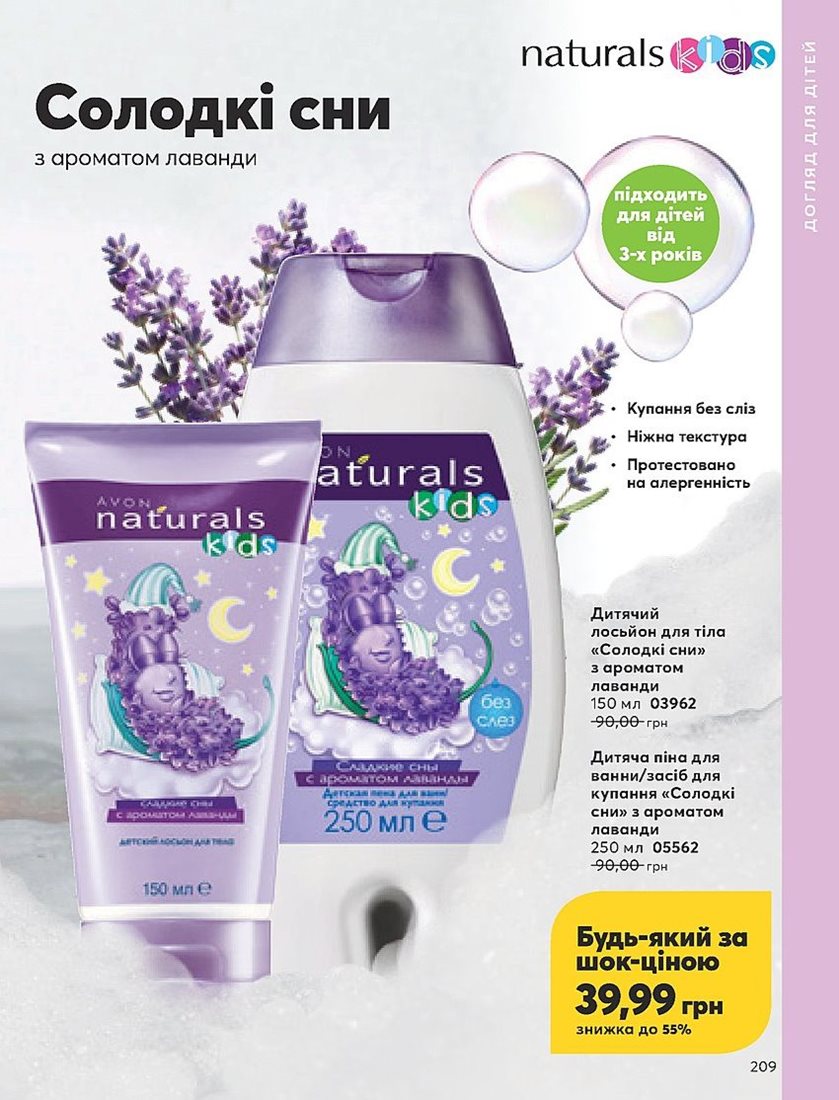 naturals kids
ДОГЛЯД ДЛЯ ДІТЕЙ
Солодкі сни
з ароматом лаванди
підходить
для дітей
від
3-х років
• Купання без сліз
• Ніжна текстура
• Протестовано
на алергенність
AVON
naturals
kids
сладкие сны
с ароматом лаванды
детский лосьон для тела
150 мл е
ON
aturals
kids
без
слез
Сладкие сны
с ароматом лаванды
Детская пена для ванн/
средство для купания
250 мл е
Дитячий
лосьйон для тіла
«Солодкі сни»
з ароматом
лаванди
150 мл 03962
90,00 грн
Дитяча піна для
ванни/засіб для
купання «Солодкі
сни» з ароматом
лаванди
250 мл 05562
90,00 грн
Будь-який за
шок-ціною
39,99 грн
знижка до 55%
209